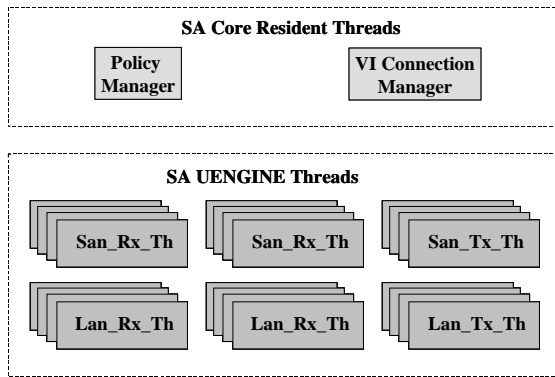 SA Core Resident Threads
Policy
Manager
VI Connection
Manager
SA UENGINE Threads
San_Rx_Th
San_Rx_Th
San_Tx_Th
Lan_Rx_Th
Lan_Rx_Th
Lan_Tx_Th